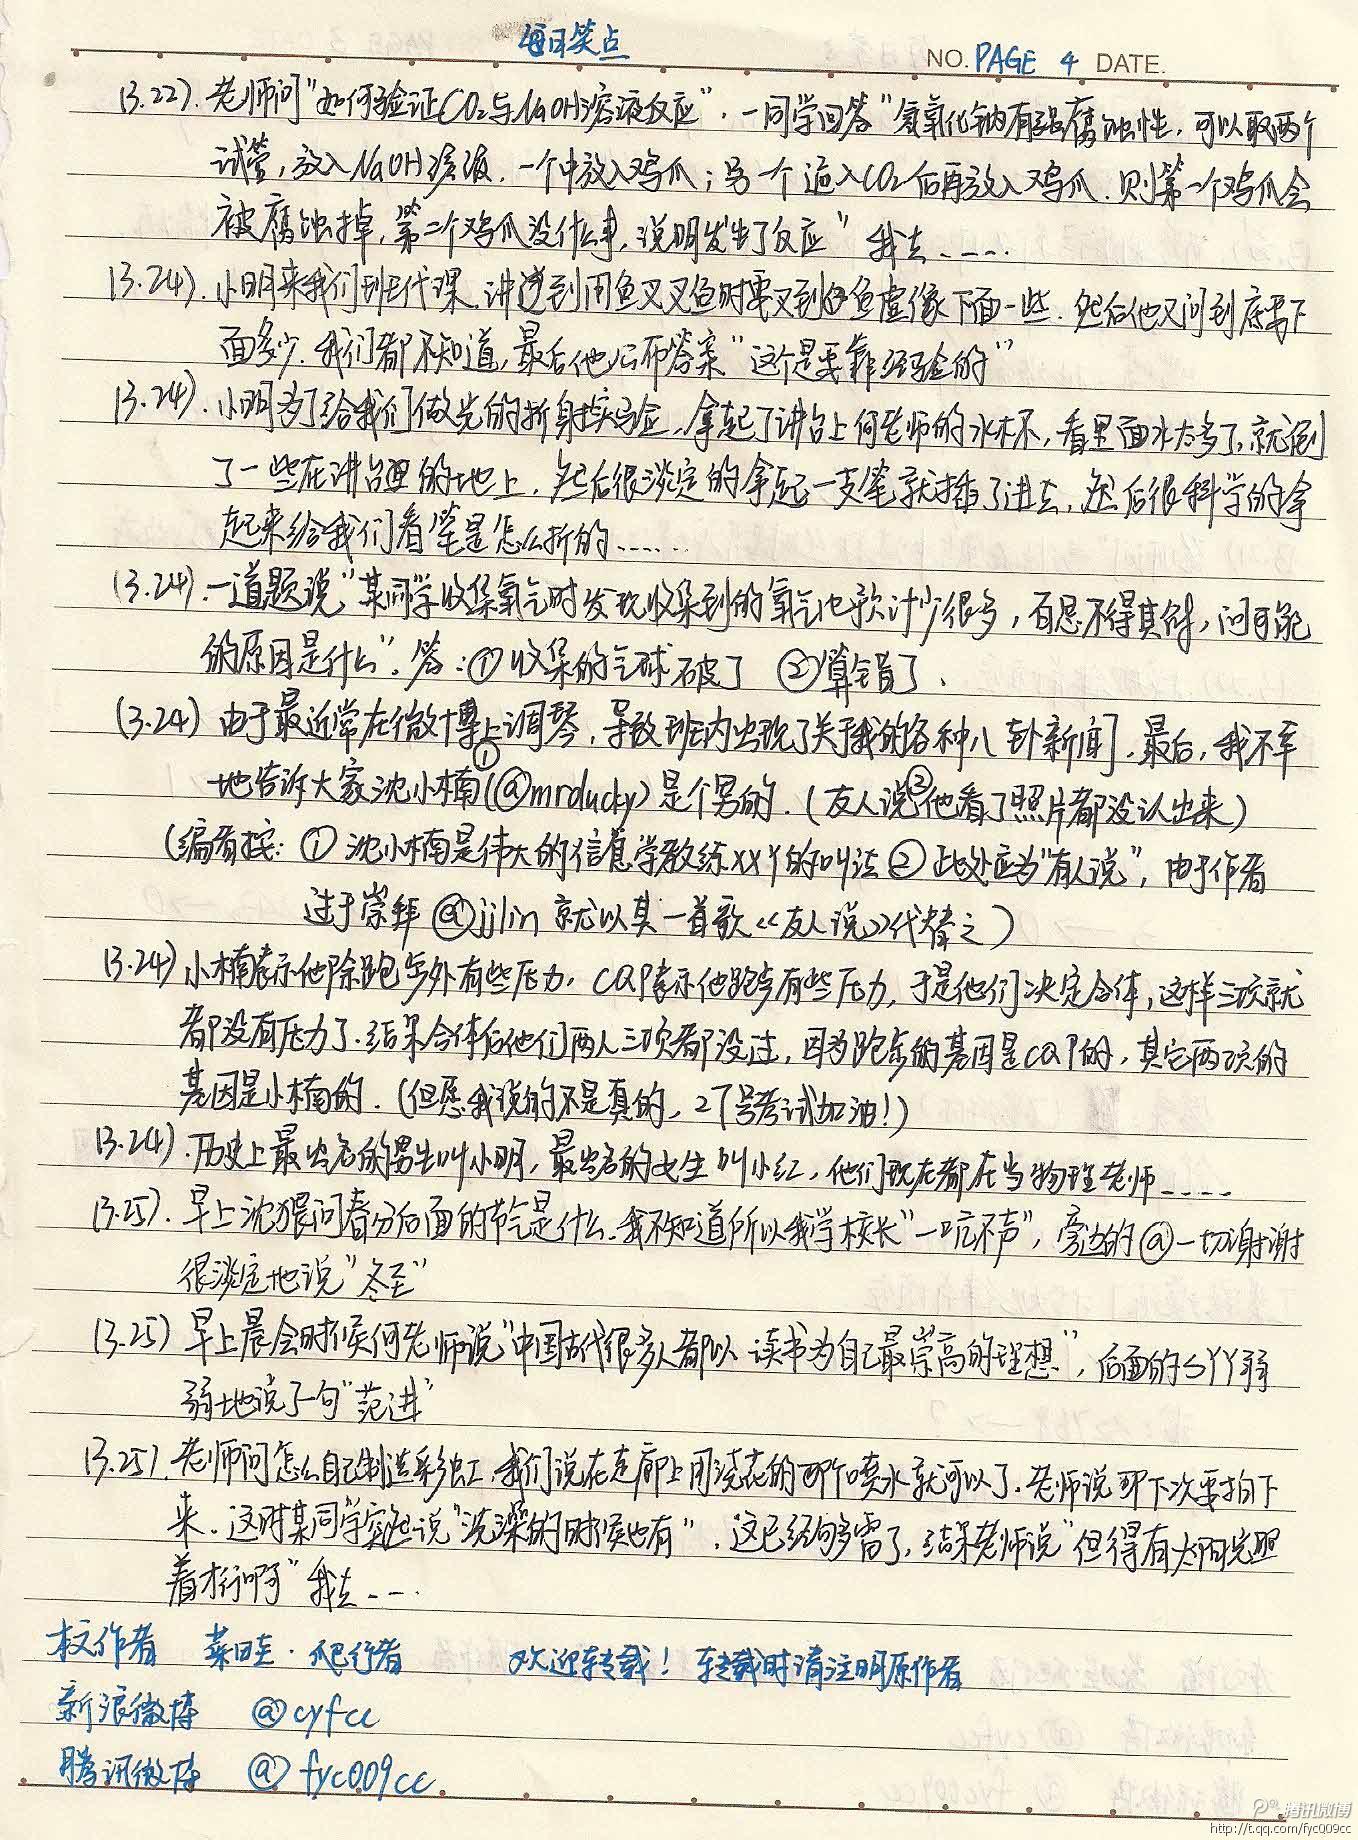 每日笑点
NO. PAGE 4 DATE.
(3.22). 老师问"如何验证CO2与NaOH溶液反应", 一同学回答"氢氧化钠有强腐蚀性, 可以取两个
试管, 放入NaOH溶液. 一个中放入鸡爪; 另一个通入CO2后再放入鸡爪. 则第一个鸡爪会
被腐蚀掉, 第二个鸡爪没什么事, 说明发生了反应" 我去......
(3.24). 小明来我们班代课. 讲述到用鱼叉叉鱼时要叉到鱼虚像下面一些. 然后他又问到底要下
面多少. 我们都不知道, 最后他公布答案"这个是要靠经验的"
(3.24). 小明为了给我们做光的折射实验, 拿起了讲台上何老师的水杯, 看里面水太多了, 就倒
了一些在讲台里的地上. 然后很淡定的拿起一支笔就插了进去, 然后很科学的拿
起来给我们看笔是怎么折的......
(3.24). 一道题说"某同学收集氧气时发现收集到的氧气比预计少很多, 百思不得其解, 问可能
的原因是什么". 答: ① 收集的气球破了 ② 算错了.
(3.24) 由于最近常在微博上调琴, 导致班内出现了关于我的各种八卦新闻. 最后, 我不幸
地告诉大家沈小楠①(@mrducky) 是个男的. (友人说②他看了照片都没认出来)
(编者按: ① 沈小楠是伟大的信息学教练XXY的叫法 ② 此处应为"有人说", 由于作者
过于崇拜 @jjlin 就以其一首歌《友人说》代替之)
(3.24) 小楠表示他除跑步外有些压力, CQP表示他跑步有些压力, 于是他们决定合体, 这样三项就
都没有压力了. 结果合体后他们两人三项都没过, 因为跑步的基因是CQP的, 其它两项的
基因是小楠的. (但愿我说的不是真的, 27号考试加油!)
(3.24). 历史上最出名的男生叫小明, 最出名的女生叫小红, 他们现在都在当物理老师....
(3.25). 早上沈猥问春分后面的节气是什么. 我不知道所以我学校长"一吭不声", 旁边的@一切谢谢
很淡定地说"冬至"
(3.25) 早上晨会时候何老师说"中国古代很多人都以读书为自己最崇高的理想", 后面的SYY弱
弱地说了一句"范进"
(3.25). 老师问怎么自己制造彩虹. 我们说在走廊上用浇花的那个喷水就可以了. 老师说那下次要拍下
来. 这时某同学突然说"洗澡的时候也有". 这已经够雷了, 结果老师说"但得有太阳光照
着才行啊" 我去....
本文作者 菜田圭·爬行者 欢迎转载! 转载时请注明原作者
新浪微博 @cyfcc
腾讯微博 @fyc009cc
腾讯微博
http://t.qq.com/fyc009cc